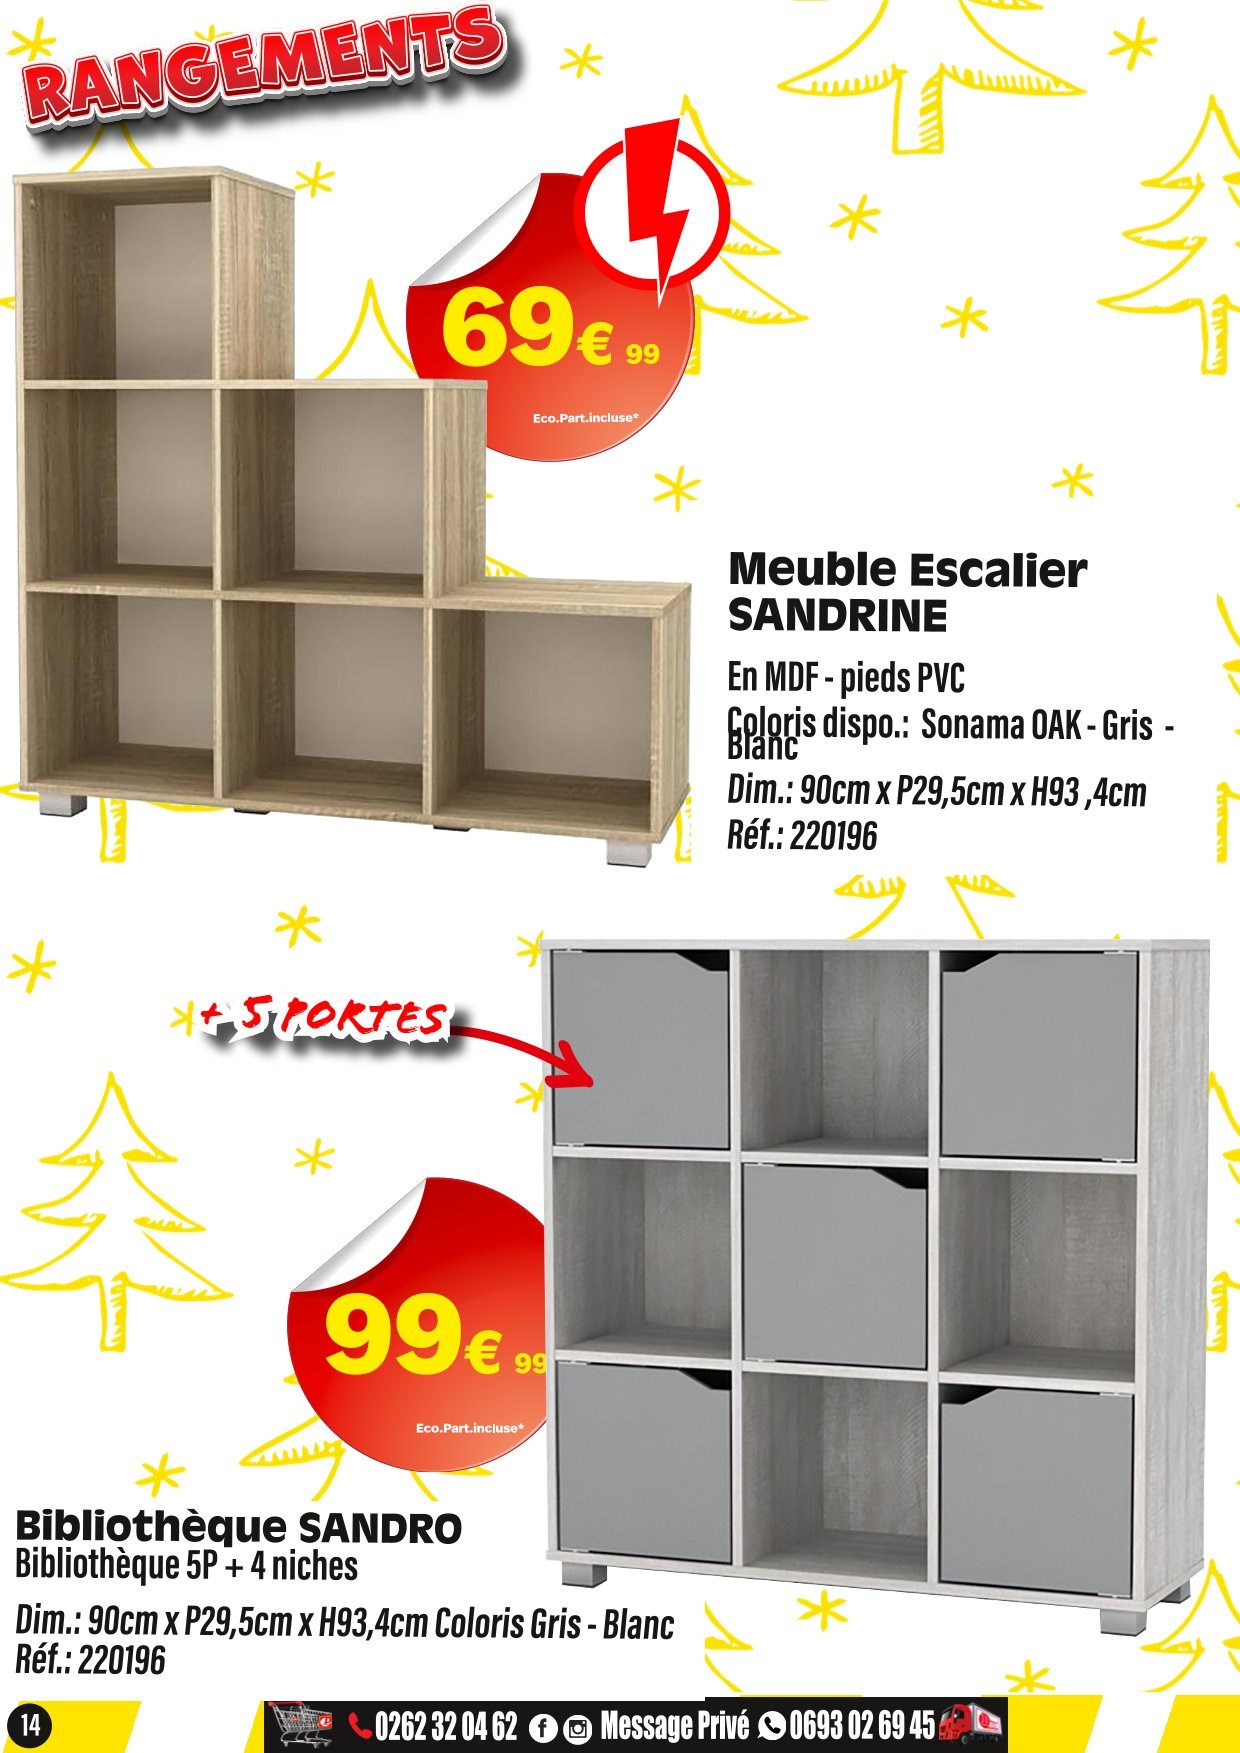 RANGEMENTS
69€ 99
Eco.Part.incluse*
Meuble Escalier
SANDRINE
En MDF - pieds PVC
Coloris dispo.: Sonama OAK - Gris -
Blanc
Dim.: 90cm x P29,5cm x H93 ,4cm
Réf.: 220196
+ 5 PORTES
99€ 99
Eco.Part.incluse*
Bibliothèque SANDRO
Bibliothèque 5P + 4 niches
Dim.: 90cm x P29,5cm x H93,4cm Coloris Gris - Blanc
Réf.: 220196
14 0262 32 04 62 Message Privé 0693 02 69 45